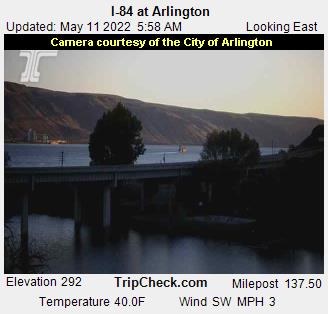 I-84 at Arlington
Updated: May 11 2022 5:58 AM Looking East
Camera courtesy of the City of Arlington
Elevation 292 TripCheck.com Milepost 137.50
Temperature 40.0F Wind SW MPH 3